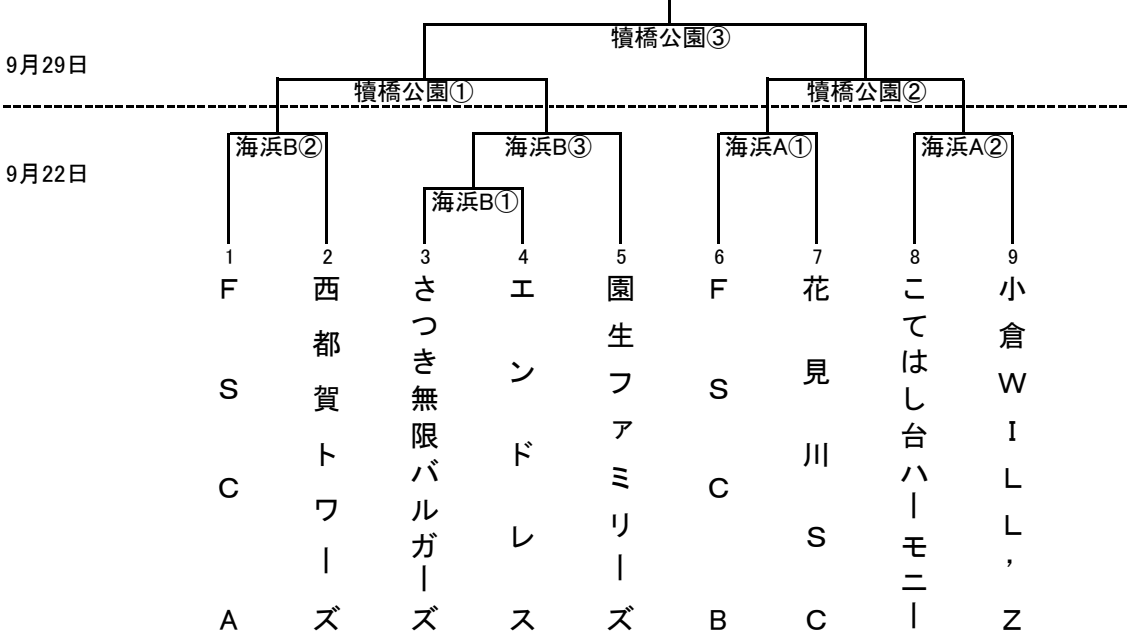 犢橋公園③
9月29日
犢橋公園①
犢橋公園②
海浜B②
海浜B③
海浜A①
海浜A②
9月22日
海浜B①
1
2
3
4
5
6
7
8
9
FSCA
西都賀トワーズ
さつき無限バルガーズ
エンドレス
園生ファミリーズ
FSCB
花見川SC
こてはし台ハーモニー
小倉WILL’Z